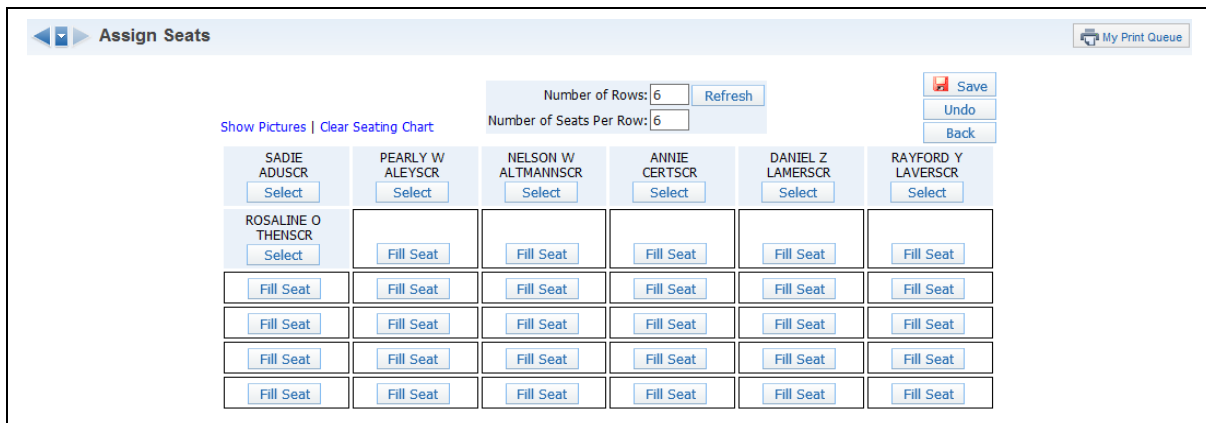 Assign Seats
My Print Queue
Number of Rows: 6 Refresh
Save
Number of Seats Per Row: 6
Undo
Show Pictures | Clear Seating Chart
Back
SADIE PEARLY W NELSON W ANNIE DANIEL Z RAYFORD Y
ADUSCR ALEYSCR ALTMANNSCR CERTSCR LAMERSCR LAVERSCR
Select Select Select Select Select Select
ROSALINE O
THENSCR
Select Fill Seat Fill Seat Fill Seat Fill Seat Fill Seat
Fill Seat Fill Seat Fill Seat Fill Seat Fill Seat Fill Seat
Fill Seat Fill Seat Fill Seat Fill Seat Fill Seat Fill Seat
Fill Seat Fill Seat Fill Seat Fill Seat Fill Seat Fill Seat
Fill Seat Fill Seat Fill Seat Fill Seat Fill Seat Fill Seat